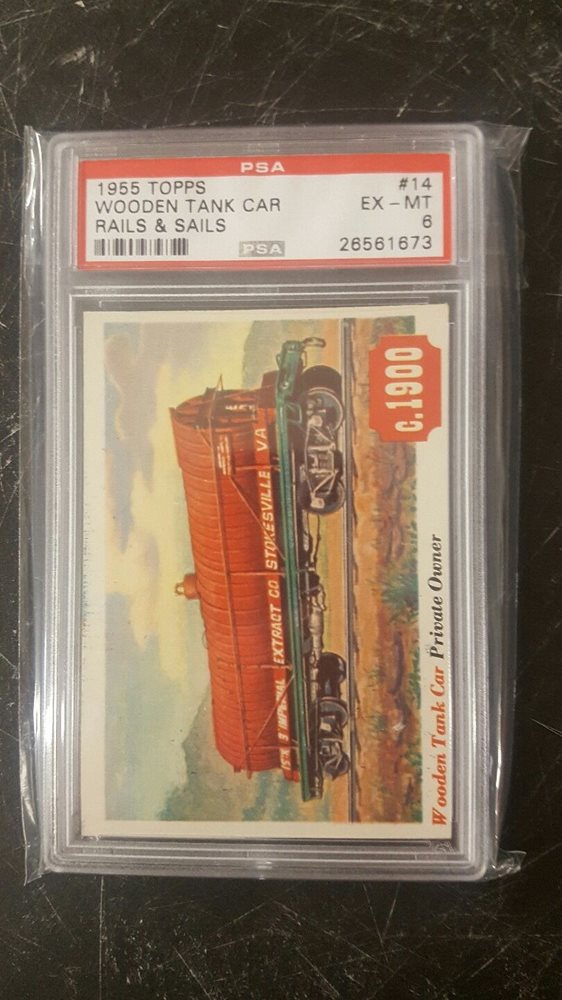 PSA
1955 TOPPS #14
WOODEN TANK CAR EX - MT
RAILS & SAILS 6
PSA 26561673
c.1900
EXTRACT CO. STOKESVILLE VA
Wooden Tank Car Private Owner